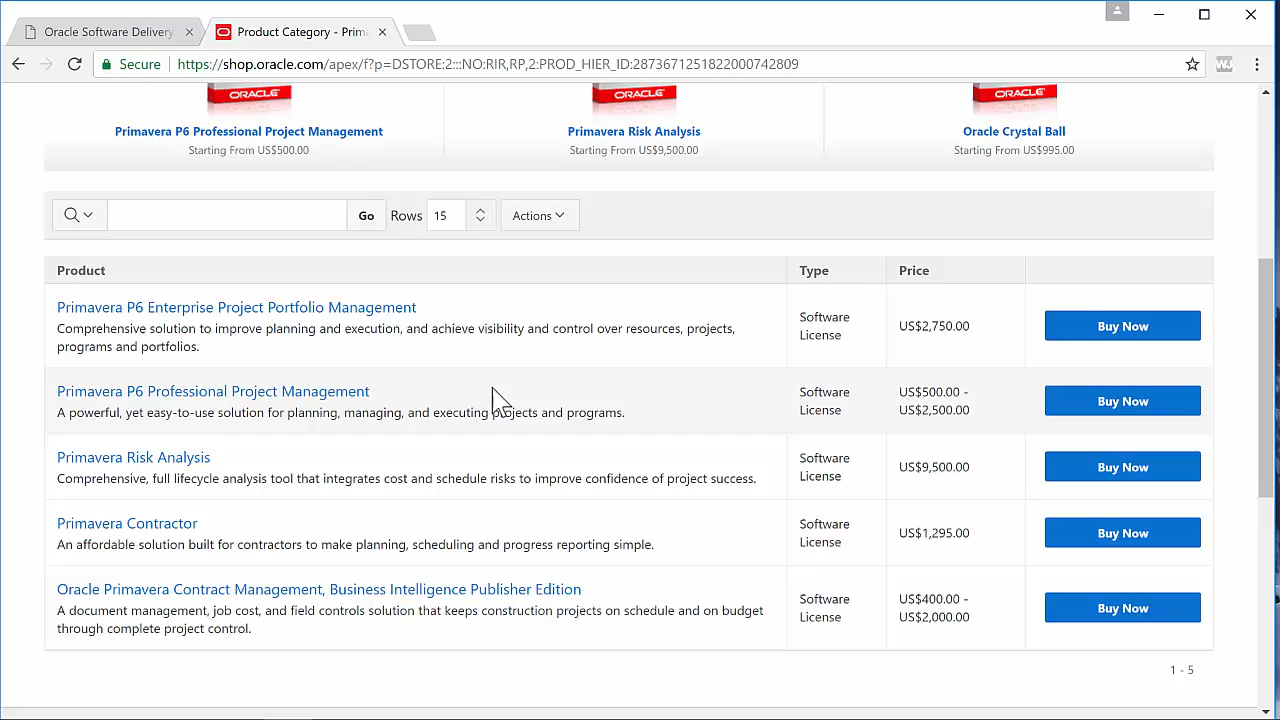 Oracle Software Delivery
Product Category - Prima
Secure
https://shop.oracle.com/apex/f?p=DSTORE:2:::NO:RIR,RP,2:PROD_HIER_ID:2873671251822000742809
WJ
ORACLE
ORACLE
ORACLE
Primavera P6 Professional Project Management
Starting From US$500.00
Primavera Risk Analysis
Starting From US$9,500.00
Oracle Crystal Ball
Starting From US$995.00
Go
Rows
15
Actions
Product
Type
Price
Primavera P6 Enterprise Project Portfolio Management
Comprehensive solution to improve planning and execution, and achieve visibility and control over resources, projects,
programs and portfolios.
Software
License
US$2,750.00
Buy Now
Primavera P6 Professional Project Management
A powerful, yet easy-to-use solution for planning, managing, and executing projects and programs.
Software
License
US$500.00 -
US$2,500.00
Buy Now
Primavera Risk Analysis
Comprehensive, full lifecycle analysis tool that integrates cost and schedule risks to improve confidence of project success.
Software
License
US$9,500.00
Buy Now
Primavera Contractor
An affordable solution built for contractors to make planning, scheduling and progress reporting simple.
Software
License
US$1,295.00
Buy Now
Oracle Primavera Contract Management, Business Intelligence Publisher Edition
A document management, job cost, and field controls solution that keeps construction projects on schedule and on budget
through complete project control.
Software
License
US$400.00 -
US$2,000.00
Buy Now
1 - 5